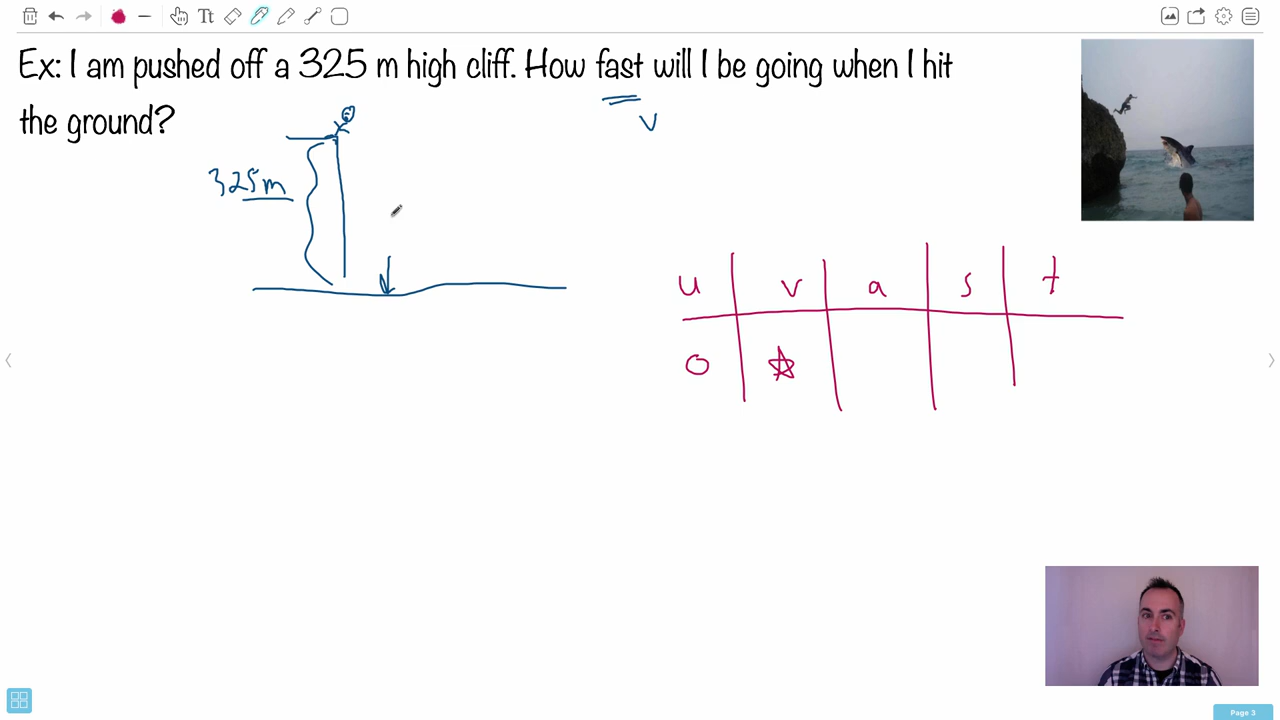 Tt
Ex: I am pushed off a 325 m high cliff. How fast will I be going when I hit
the ground?
v
325m
u v a s t
0
Page 3